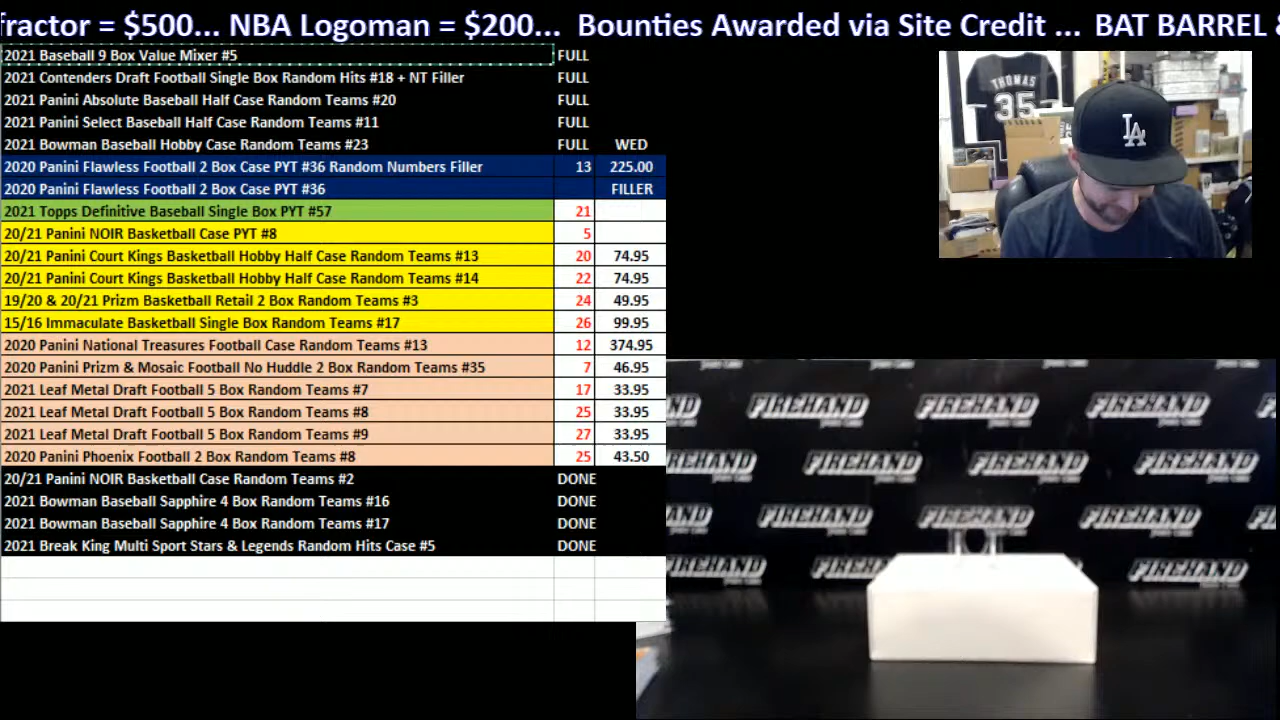 fractor = $500... NBA Logoman = $200... Bounties Awarded via Site Credit ... BAT BARREL &
2021 Baseball 9 Box Value Mixer #5 FULL
2021 Contenders Draft Football Single Box Random Hits #18 + NT Filler FULL
2021 Panini Absolute Baseball Half Case Random Teams #20 FULL
2021 Panini Select Baseball Half Case Random Teams #11 FULL
2021 Bowman Baseball Hobby Case Random Teams #23 FULL WED
2020 Panini Flawless Football 2 Box Case PYT #36 Random Numbers Filler 13 225.00
2020 Panini Flawless Football 2 Box Case PYT #36 FILLER
2021 Topps Definitive Baseball Single Box PYT #57 21
20/21 Panini NOIR Basketball Case PYT #8 5
20/21 Panini Court Kings Basketball Hobby Half Case Random Teams #13 20 74.95
20/21 Panini Court Kings Basketball Hobby Half Case Random Teams #14 22 74.95
19/20 & 20/21 Prizm Basketball Retail 2 Box Random Teams #3 24 49.95
15/16 Immaculate Basketball Single Box Random Teams #17 26 99.95
2020 Panini National Treasures Football Case Random Teams #13 12 374.95
2020 Panini Prizm & Mosaic Football No Huddle 2 Box Random Teams #35 7 46.95
2021 Leaf Metal Draft Football 5 Box Random Teams #7 17 33.95
2021 Leaf Metal Draft Football 5 Box Random Teams #8 25 33.95
2021 Leaf Metal Draft Football 5 Box Random Teams #9 27 33.95
2020 Panini Phoenix Football 2 Box Random Teams #8 25 43.50
20/21 Panini NOIR Basketball Case Random Teams #2 DONE
2021 Bowman Baseball Sapphire 4 Box Random Teams #16 DONE
2021 Bowman Baseball Sapphire 4 Box Random Teams #17 DONE
2021 Break King Multi Sport Stars & Legends Random Hits Case #5 DONE
THOMAS
35
LA
FIREHAND FIREHAND FIREHAND
FIREHAND FIREHAND FIREHAND
FIREHAND FIREHAND FIREHAND
FIREHAND FIREHAND